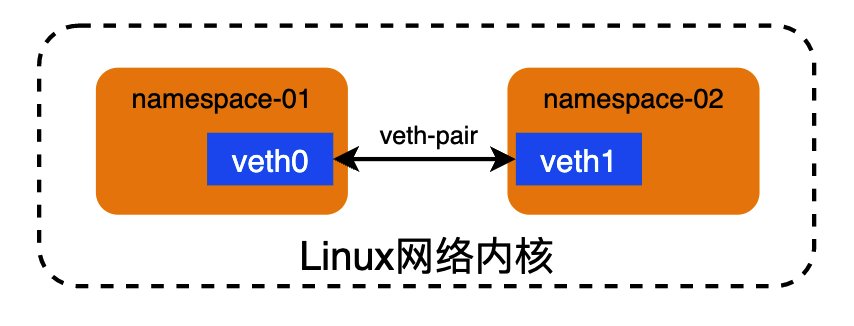 namespace-01
namespace-02
veth-pair
veth0
veth1
Linux网络内核